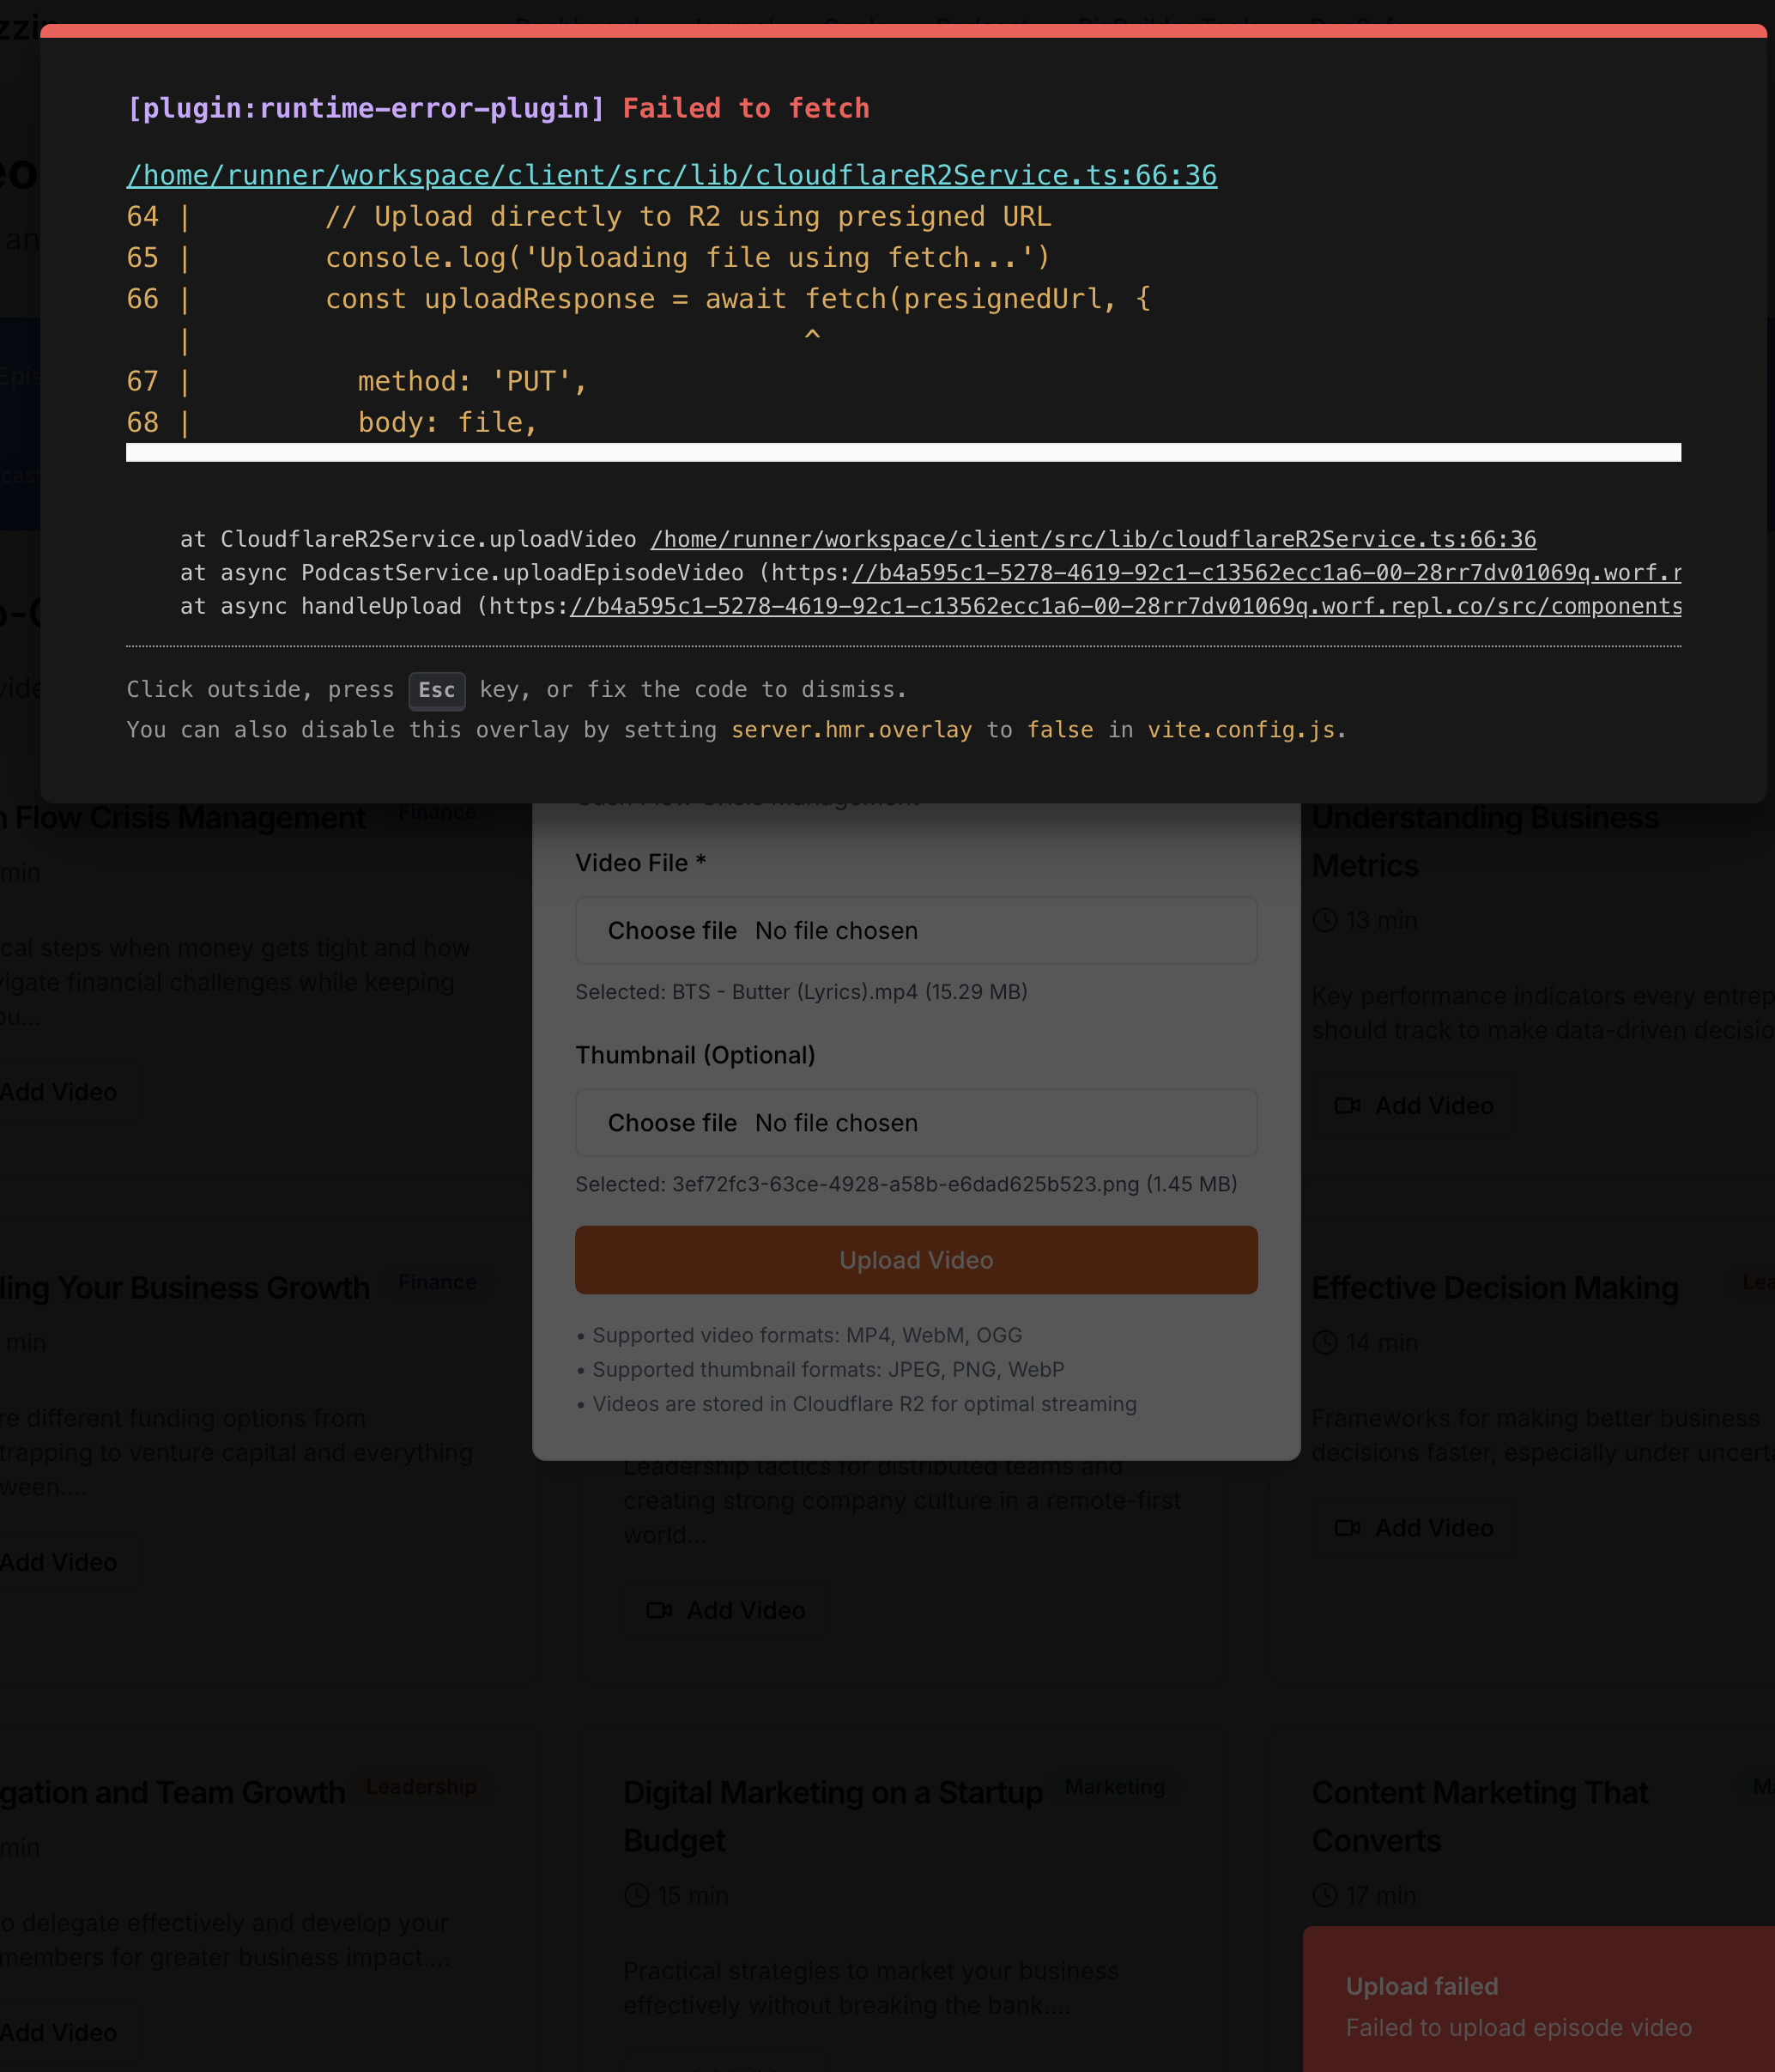 [plugin:runtime-error-plugin] Failed to fetch
/home/runner/workspace/client/src/lib/cloudflareR2Service.ts:66:36
64 | // Upload directly to R2 using presigned URL
65 | console.log('Uploading file using fetch...')
66 | const uploadResponse = await fetch(presignedUrl, {
| ^
67 | method: 'PUT',
68 | body: file,
at CloudflareR2Service.uploadVideo /home/runner/workspace/client/src/lib/cloudflareR2Service.ts:66:36
at async PodcastService.uploadEpisodeVideo (https://b4a595c1-5278-4619-92c1-c13562ecc1a6-00-28rr7dv01069q.worf.r
at async handleUpload (https://b4a595c1-5278-4619-92c1-c13562ecc1a6-00-28rr7dv01069q.worf.repl.co/src/components
Click outside, press Esc key, or fix the code to dismiss.
You can also disable this overlay by setting server.hmr.overlay to false in vite.config.js.
Flow Crisis Management Finance
min
cal steps when money gets tight and how
vigate financial challenges while keeping
ou...
Add Video
Video File *
Choose file No file chosen
Selected: BTS - Butter (Lyrics).mp4 (15.29 MB)
Thumbnail (Optional)
Choose file No file chosen
Selected: 3ef72fc3-63ce-4928-a58b-e6dad625b523.png (1.45 MB)
Upload Video
• Supported video formats: MP4, WebM, OGG
• Supported thumbnail formats: JPEG, PNG, WebP
• Videos are stored in Cloudflare R2 for optimal streaming
Understanding Business
Metrics
13 min
Key performance indicators every entrep
should track to make data-driven decisio
Add Video
ding Your Business Growth Finance
min
re different funding options from
trapping to venture capital and everything
ween....
Add Video
Leadership tactics for distributed teams and
creating strong company culture in a remote-first
world...
Add Video
Effective Decision Making Lea
14 min
Frameworks for making better business
decisions faster, especially under uncerta
Add Video
gation and Team Growth Leadership
min
o delegate effectively and develop your
members for greater business impact....
Add Video
Digital Marketing on a Startup Marketing
Budget
15 min
Practical strategies to market your business
effectively without breaking the bank....
Content Marketing That
Converts
17 min
Upload failed
Failed to upload episode video